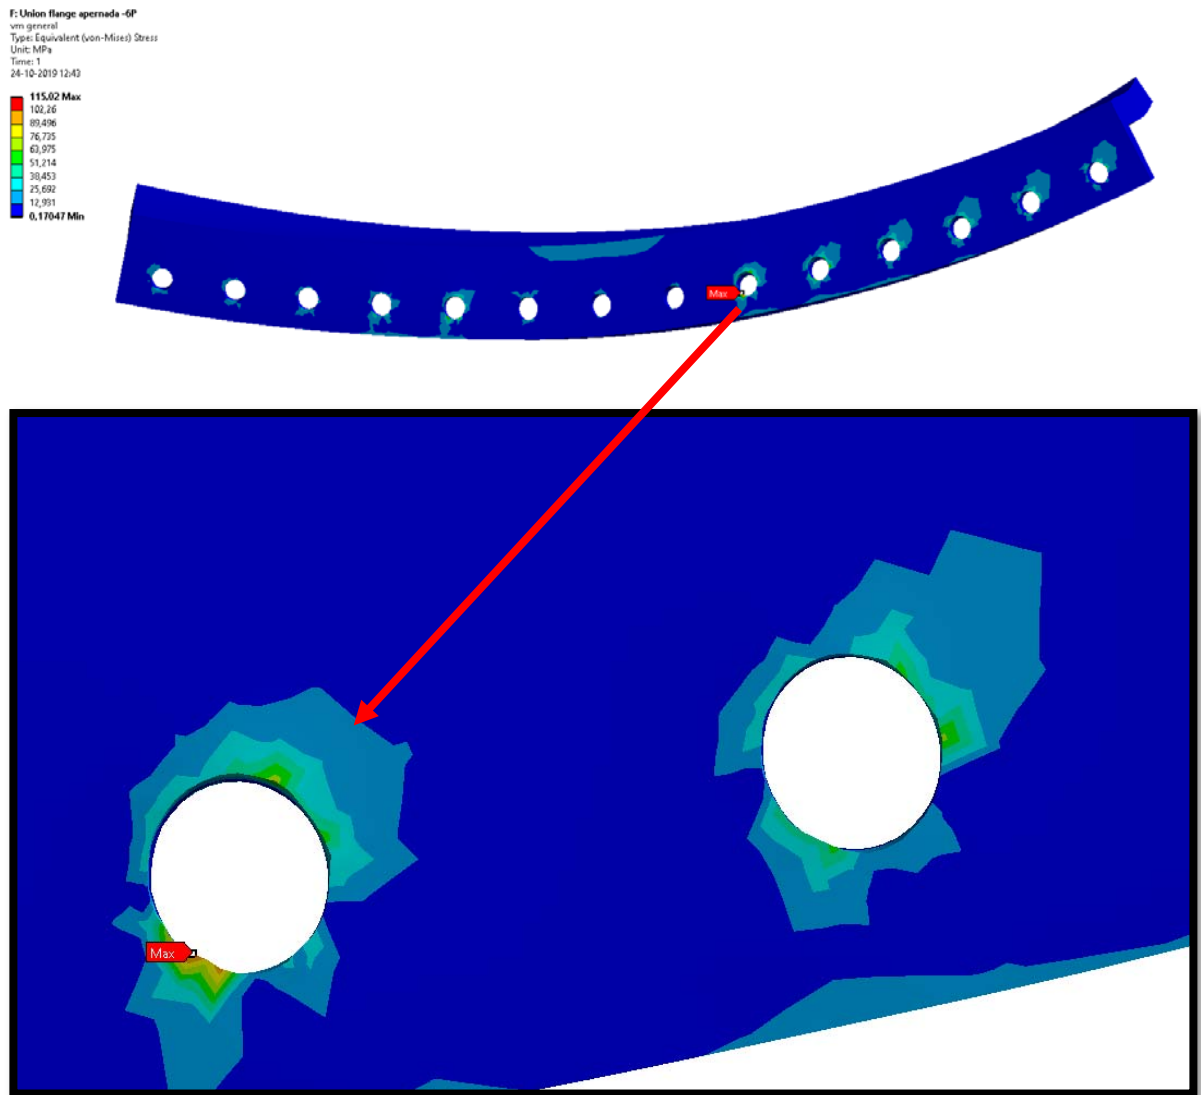 F: Union flange apernada -6P
vm general
Type: Equivalent (von-Mises) Stress
Unit: MPa
Time: 1
24-10-2019 12:43
115,02 Max
102,26
89,496
76,735
63,975
51,214
38,453
25,692
12,931
0,17047 Min
Max
Max